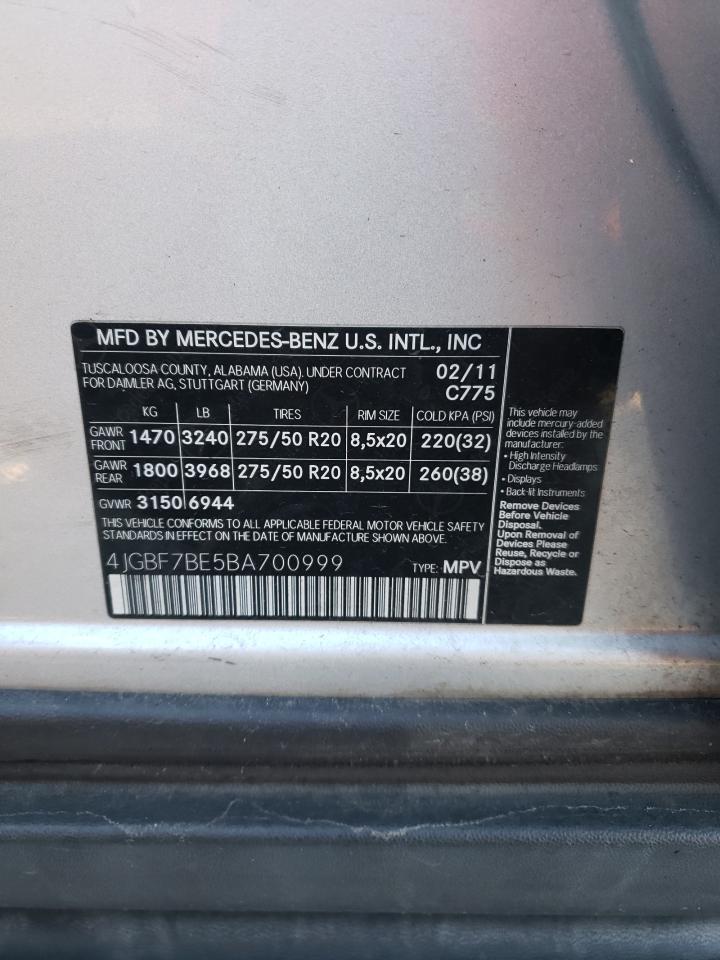 MFD BY MERCEDES-BENZ U.S. INTL., INC
TUSCALOOSA COUNTY, ALABAMA (USA). UNDER CONTRACT
FOR DAIMLER AG, STUTTGART (GERMANY)
02/11
C775
KG LB TIRES RIM SIZE COLD KPA (PSI)
GAWR FRONT 1470 3240 275/50 R20 8,5x20 220(32)
GAWR REAR 1800 3968 275/50 R20 8,5x20 260(38)
GVWR 3150 6944
THIS VEHICLE CONFORMS TO ALL APPLICABLE FEDERAL MOTOR VEHICLE SAFETY
STANDARDS IN EFFECT ON THE DATE OF MANUFACTURE SHOWN ABOVE.
4JGBF7BE5BA700999 TYPE: MPV
This vehicle may
include mercury-added
devices installed by the
manufacturer:
• High Intensity
Discharge Headlamps
• Displays
• Back-lit Instruments
Remove Devices
Before Vehicle
Disposal.
Upon Removal of
Devices Please
Reuse, Recycle or
Dispose as
Hazardous Waste.